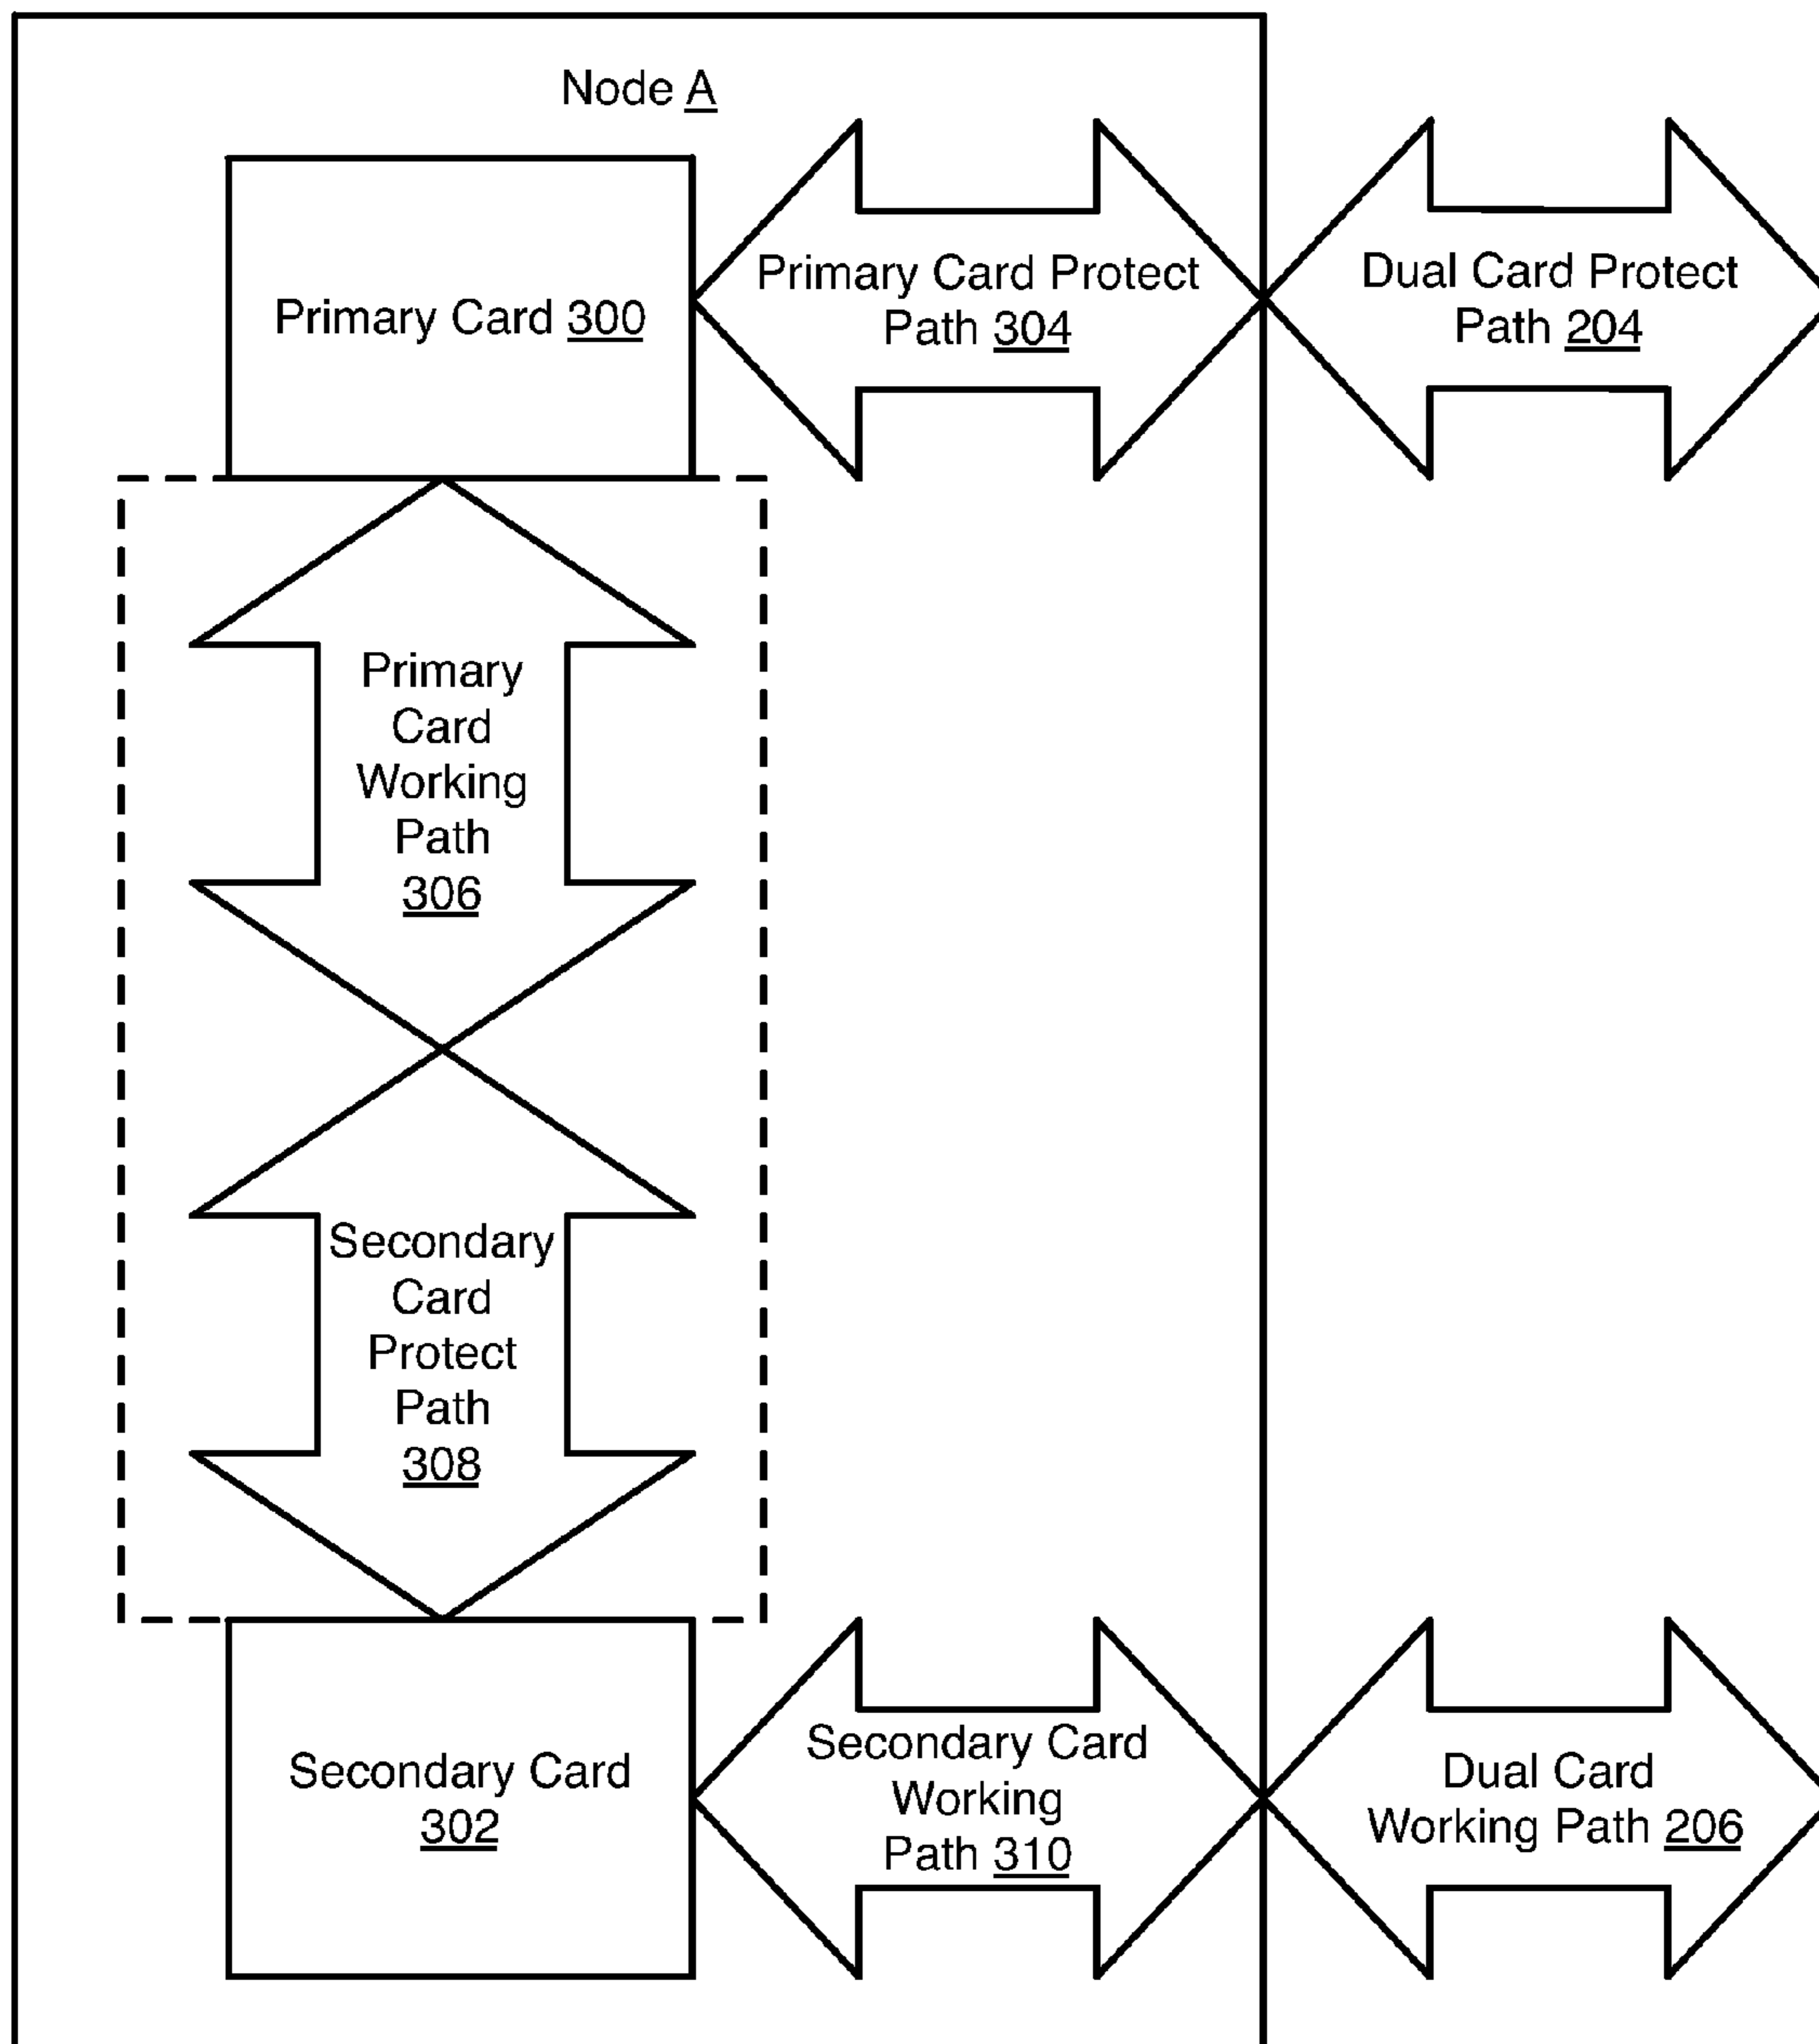 Node A
Primary Card 300
Primary Card Protect
Path 304
Dual Card Protect
Path 204
Primary
Card
Working
Path
306
Secondary
Card
Protect
Path
308
Secondary Card
302
Secondary Card
Working
Path 310
Dual Card
Working Path 206